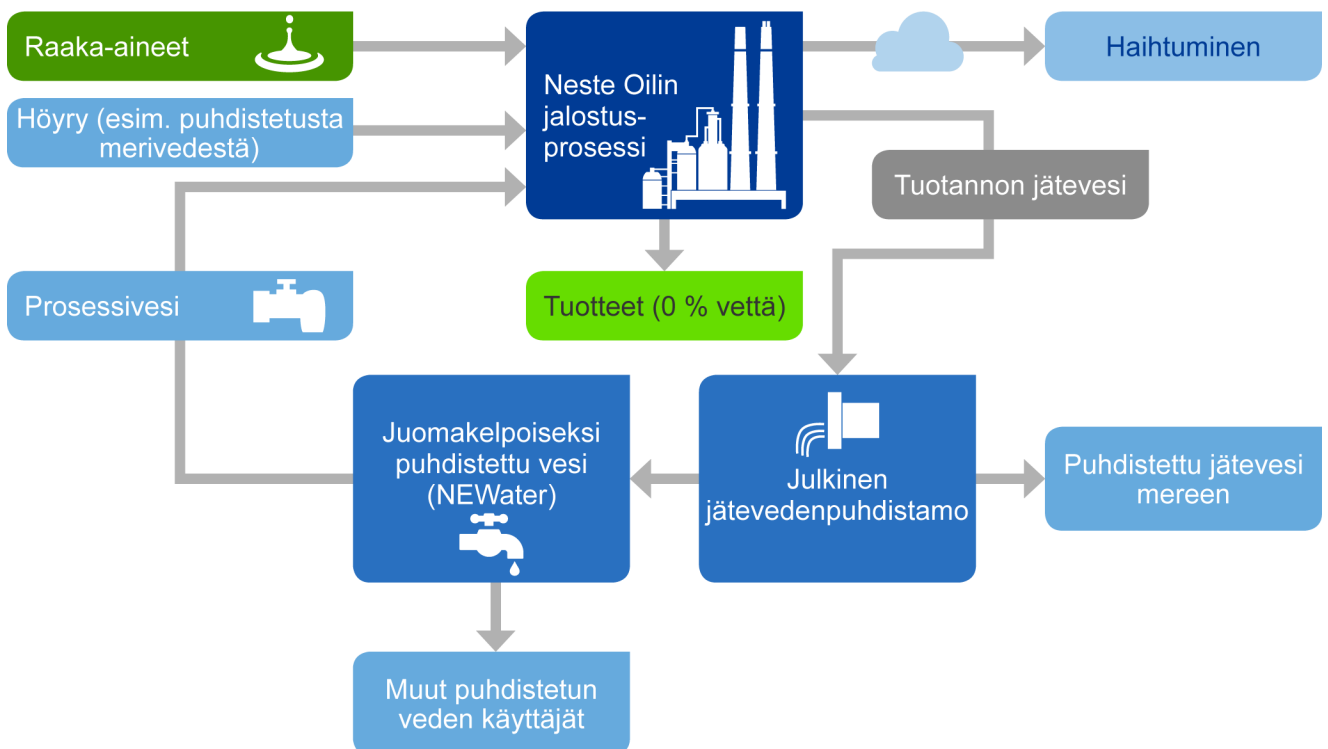 Raaka-aineet
Höyry (esim. puhdistetusta
merivedestä)
Neste Oilin
jalostus-
prosessi
Haihtuminen
Tuotannon jätevesi
Prosessivesi
Tuotteet (0 % vettä)
Juomakelpoiseksi
puhdistettu vesi
(NEWater)
Julkinen
jätevedenpuhdistamo
Puhdistettu jätevesi
mereen
Muut puhdistetun
veden käyttäjät